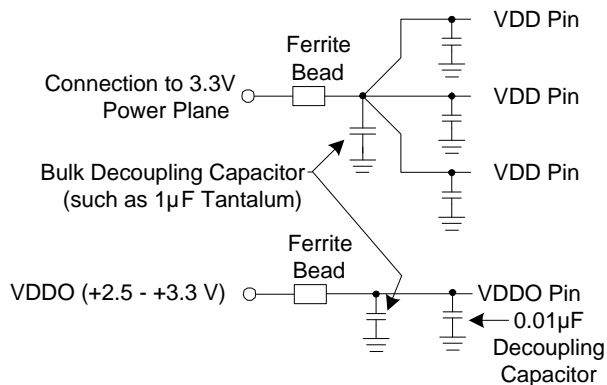 VDD Pin
Ferrite
Bead
Connection to 3.3V
Power Plane
VDD Pin
Bulk Decoupling Capacitor
(such as 1µF Tantalum)
VDD Pin
Ferrite
Bead
VDDO (+2.5 - +3.3 V)
VDDO Pin
0.01µF
Decoupling
Capacitor